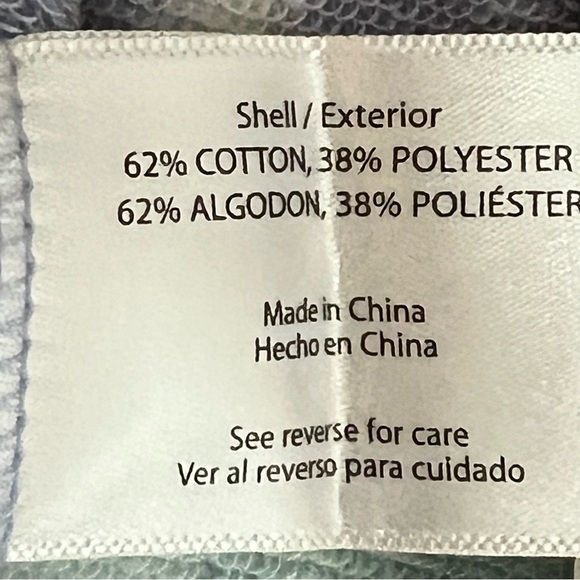 Shell / Exterior
62% COTTON, 38% POLYESTER
62% ALGODON, 38% POLIÉSTER
Made in China
Hecho en China
See reverse for care
Ver al reverso para cuidado